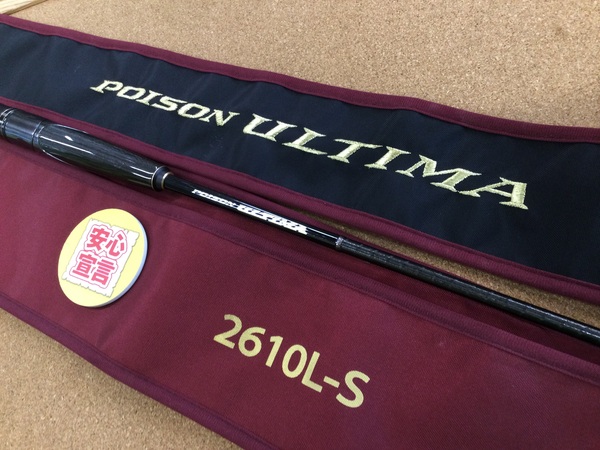 POISON ULTIMA
POISON ULTIMA
安心
宣言
2610L-S